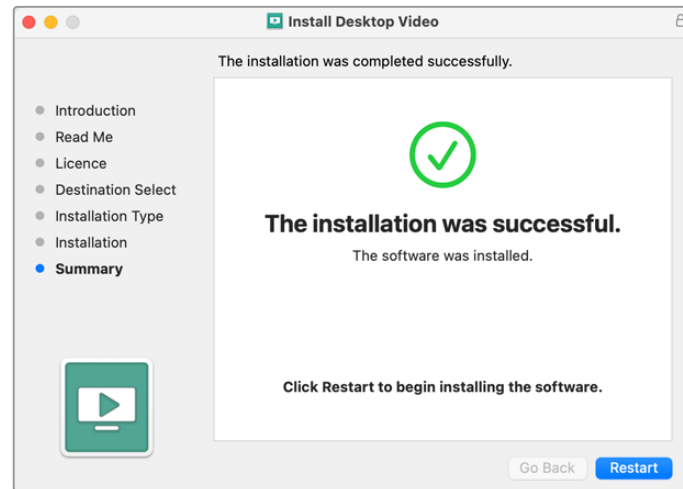 Install Desktop Video
The installation was completed successfully.
Introduction
Read Me
Licence
Destination Select
Installation Type
Installation
Summary
The installation was successful.
The software was installed.
Click Restart to begin installing the software.
Go Back
Restart